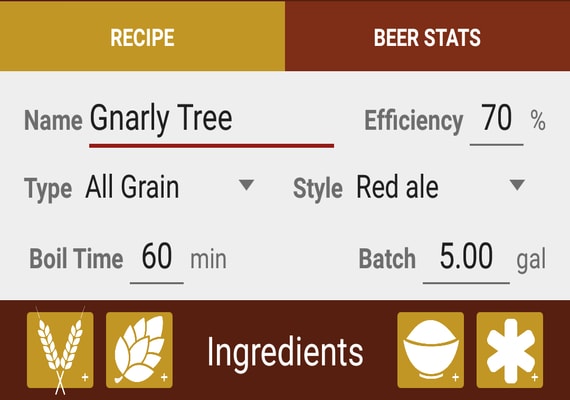 RECIPE BEER STATS
Name Gnarly Tree Efficiency 70 %
Type All Grain Style Red ale
Boil Time 60 min Batch 5.00 gal
+ + Ingredients + +